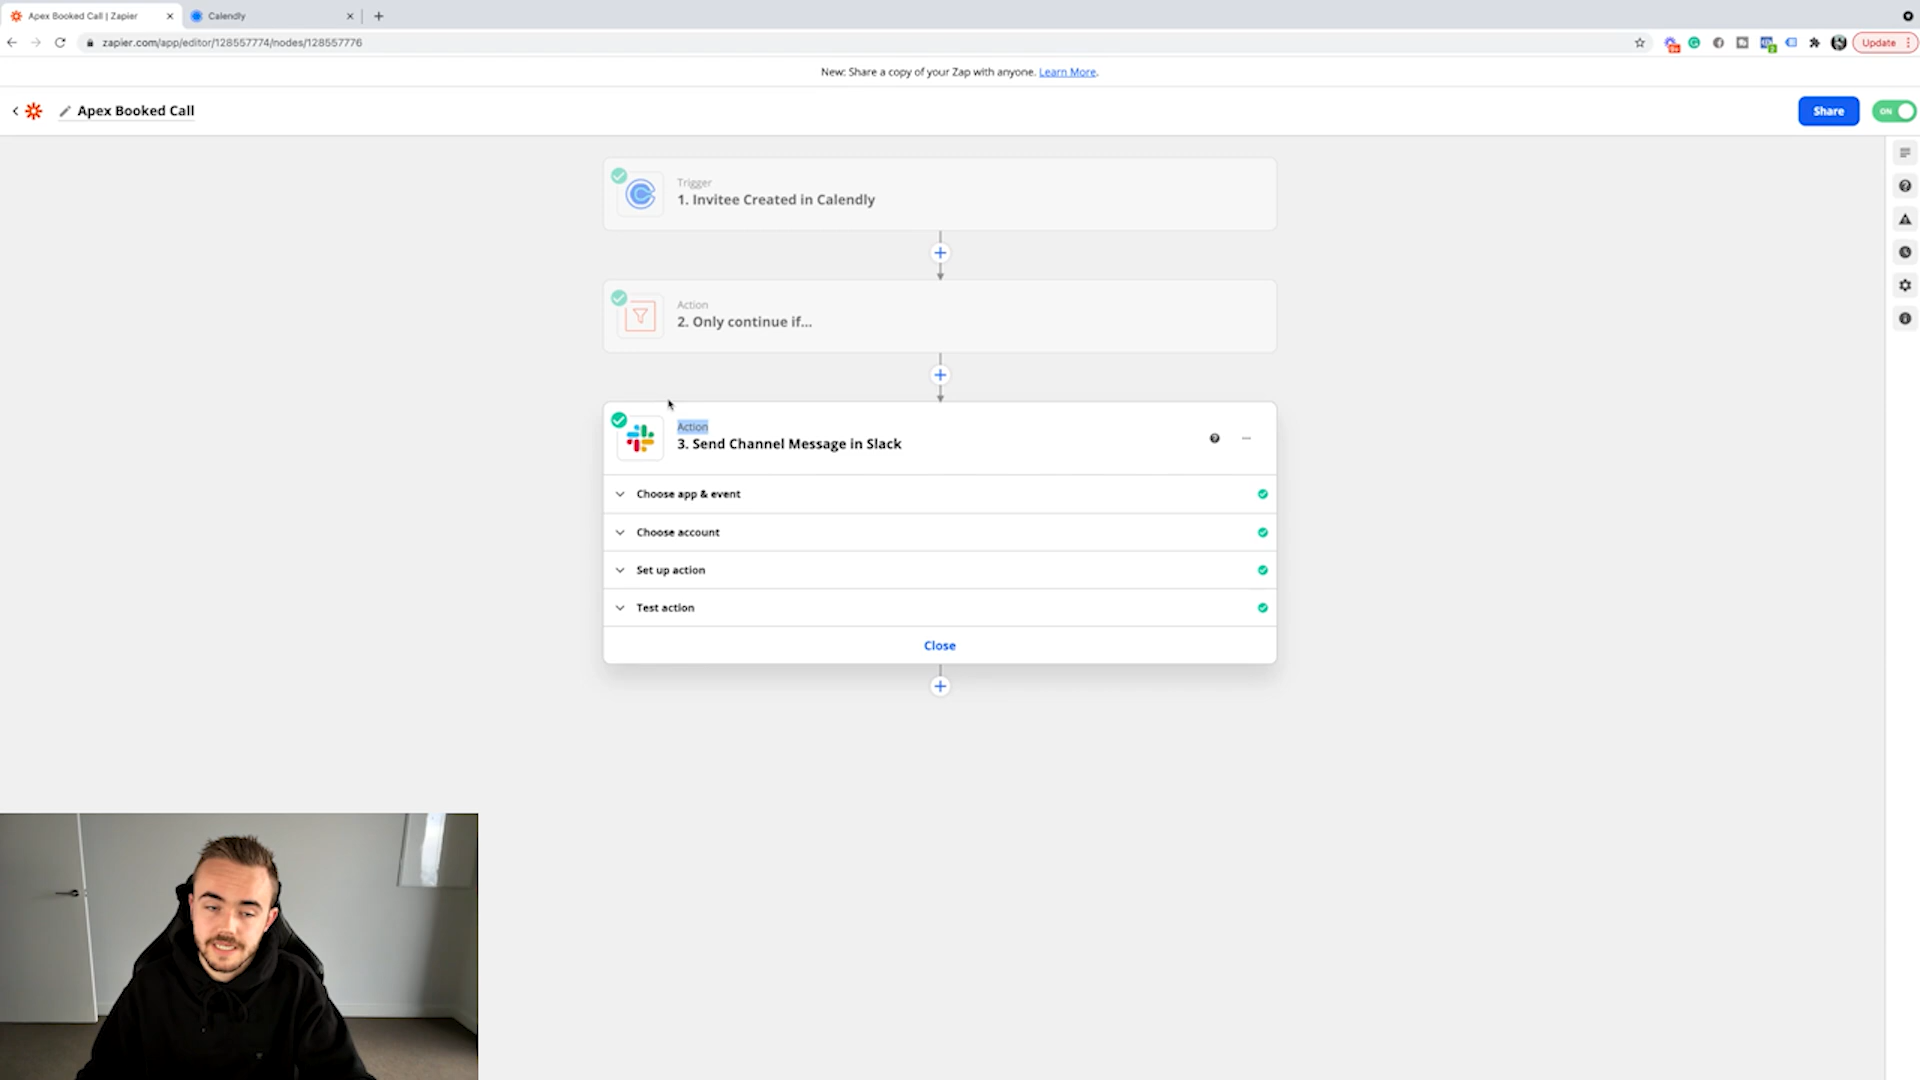 Apex Booked Call | Zapier
Calendly
zapier.com/app/editor/128557774/nodes/128557776
Update
New: Share a copy of your Zap with anyone. Learn More.
Apex Booked Call
Share
ON
Trigger
1. Invitee Created in Calendly
Action
2. Only continue if...
Action
3. Send Channel Message in Slack
Choose app & event
Choose account
Set up action
Test action
Close